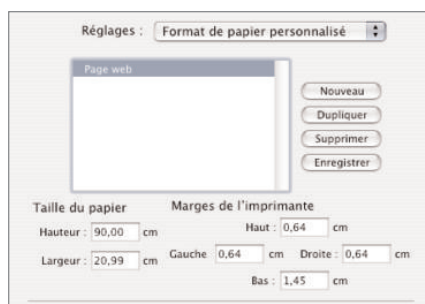 Réglages : Format de papier personnalisé
Page web
Nouveau
Dupliquer
Supprimer
Enregistrer
Taille du papier
Marges de l'imprimante
Hauteur : 90,00 cm
Haut : 0,64 cm
Largeur : 20,99 cm
Gauche 0,64 cm Droite : 0,64 cm
Bas : 1,45 cm